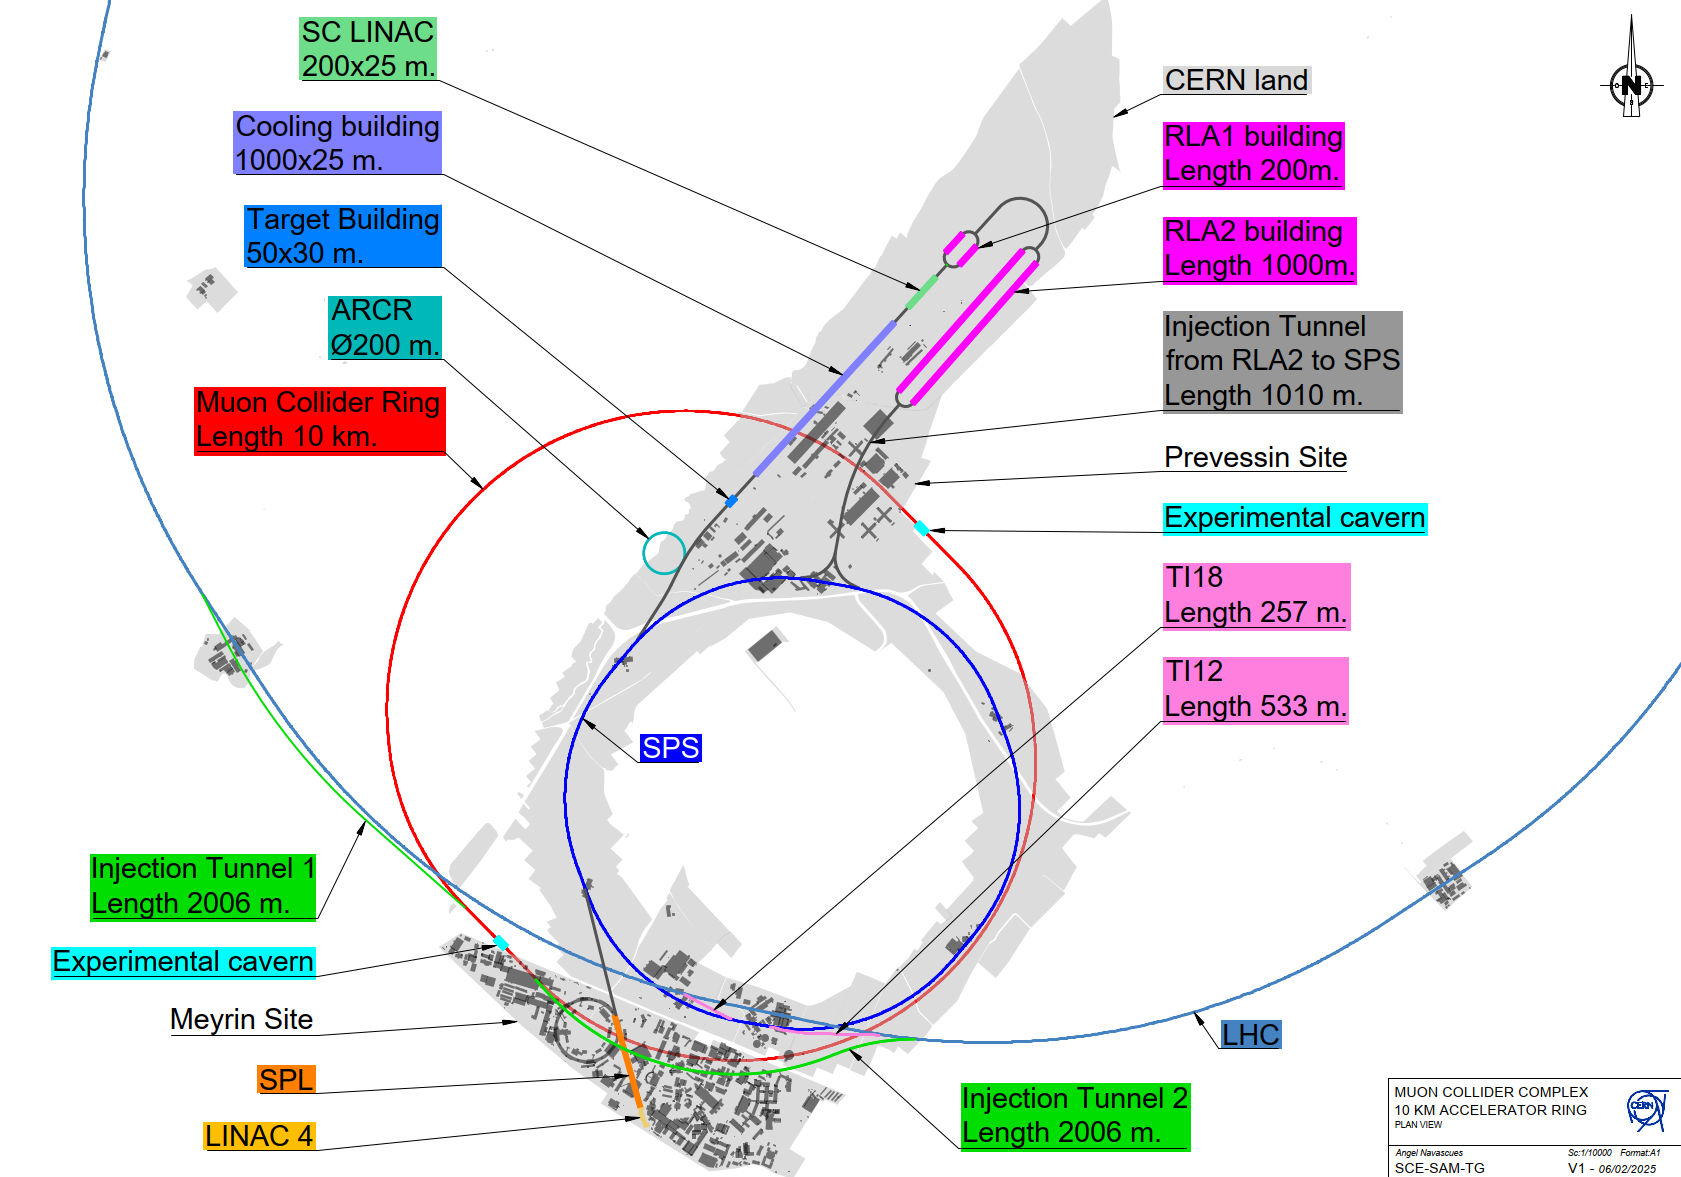 SC LINAC
200x25 m.
Cooling building
1000x25 m.
Target Building
50x30 m.
ARCR
Ø200 m.
Muon Collider Ring
Length 10 km.
CERN land
RLA1 building
Length 200m.
RLA2 building
Length 1000m.
Injection Tunnel
from RLA2 to SPS
Length 1010 m.
Prevessin Site
Experimental cavern
TI18
Length 257 m.
TI12
Length 533 m.
SPS
Injection Tunnel 1
Length 2006 m.
Experimental cavern
Meyrin Site
SPL
LINAC 4
LHC
Injection Tunnel 2
Length 2006 m.
N
MUON COLLIDER COMPLEX
10 KM ACCELERATOR RING
PLAN VIEW
CERN
Angel Navascues
Sc:1/10000 Format:A1
SCE-SAM-TG
V1 - 06/02/2025